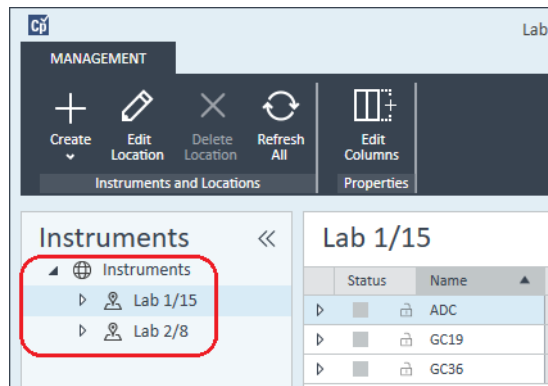 Cp
Lab
MANAGEMENT
Create
Edit
Location
Delete
Location
Refresh
All
Edit
Columns
Instruments and Locations
Properties
Instruments
Instruments
Lab 1/15
Lab 2/8
Lab 1/15
Status
Name
ADC
GC19
GC36